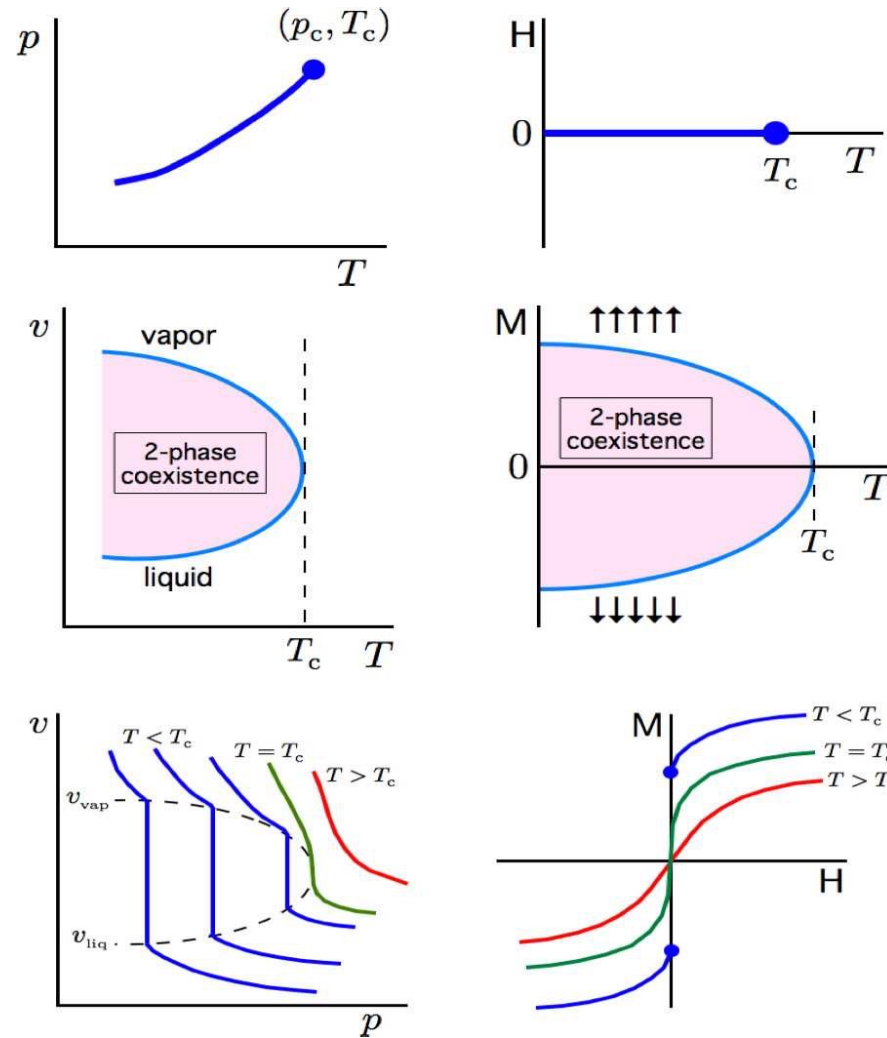 p
(p_c, T_c)
T
H
0
T_c
T
v
vapor
2-phase
coexistence
liquid
T_c
T
M
↑↑↑↑↑
2-phase
coexistence
0
T
T_c
↓↓↓↓↓
v
T < T_c
T = T_c
T > T_c
v_vap
v_liq
p
M
T < T_c
T = T
T > T
H